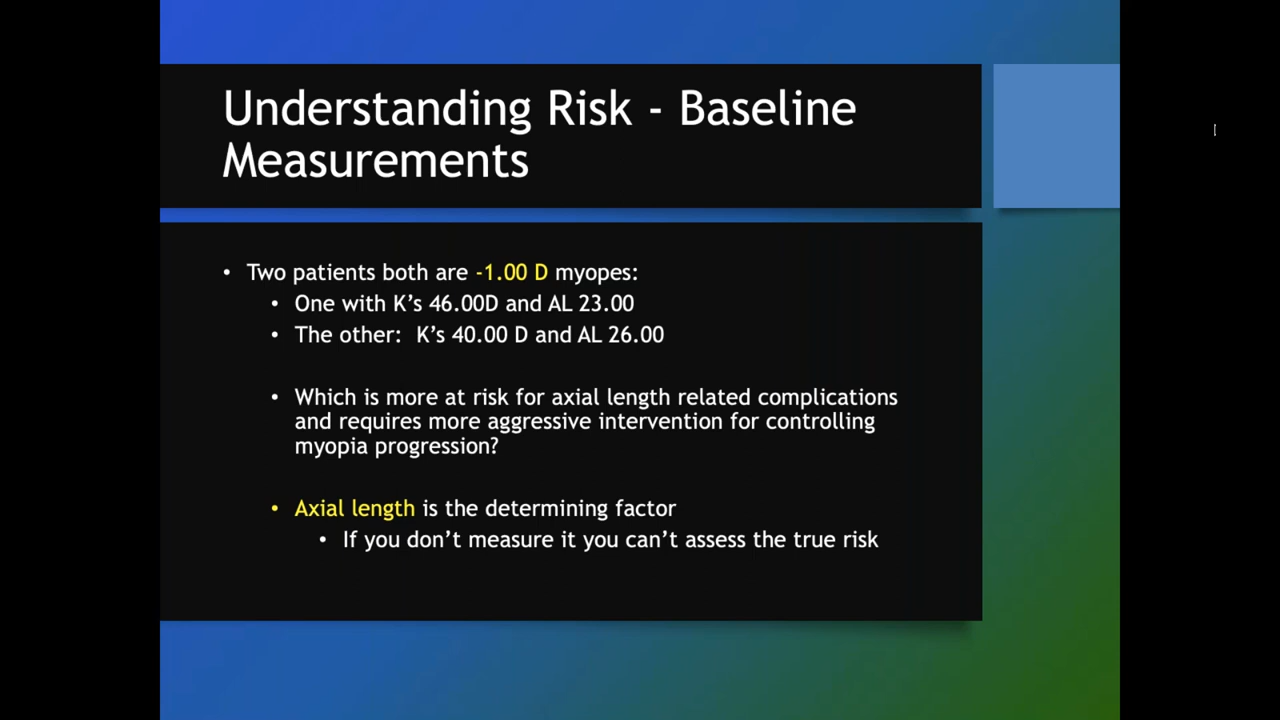 Understanding Risk - Baseline
Measurements
• Two patients both are -1.00 D myopes:
• One with K’s 46.00D and AL 23.00
• The other:  K’s 40.00 D and AL 26.00
• Which is more at risk for axial length related complications
and requires more aggressive intervention for controlling
myopia progression?
• Axial length is the determining factor
• If you don’t measure it you can’t assess the true risk